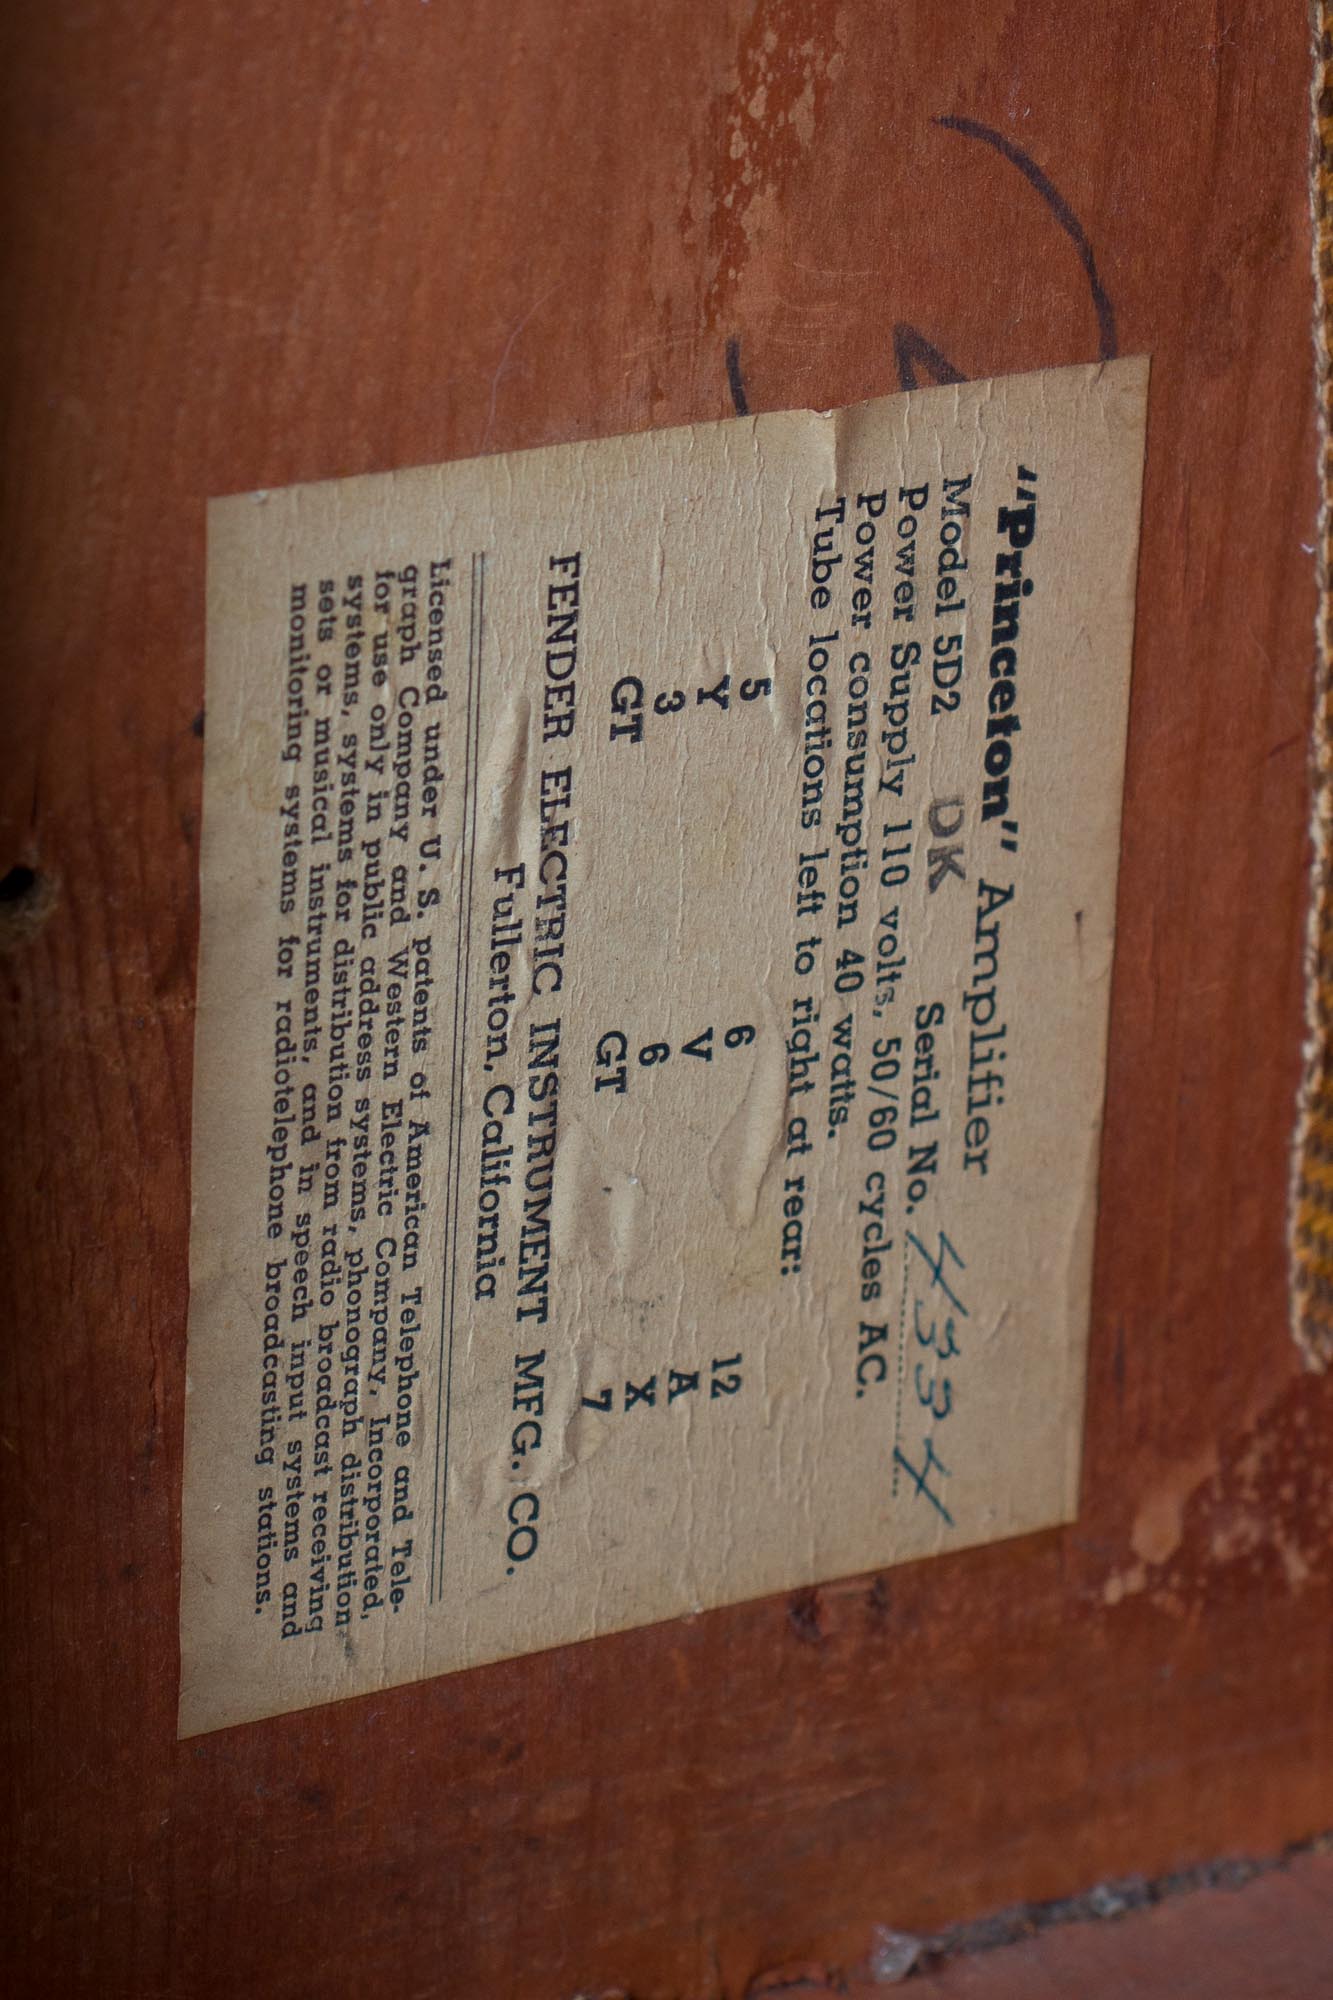 "Princeton" Amplifier
Model 5D2 DK Serial No. 4334
Power Supply 110 volts, 50/60 cycles AC.
Power consumption 40 watts.
Tube locations left to right at rear:
5 6 12
Y V A
3 6 X
GT GT 7
FENDER ELECTRIC INSTRUMENT MFG. CO.
Fullerton, California
Licensed under U. S. patents of American Telephone and Tele-
graph Company and Western Electric Company, Incorporated,
for use only in public address systems, phonograph distribution
systems, systems for distribution from radio broadcast receiving
sets or musical instruments, and in speech input systems and
monitoring systems for radiotelephone broadcasting stations.